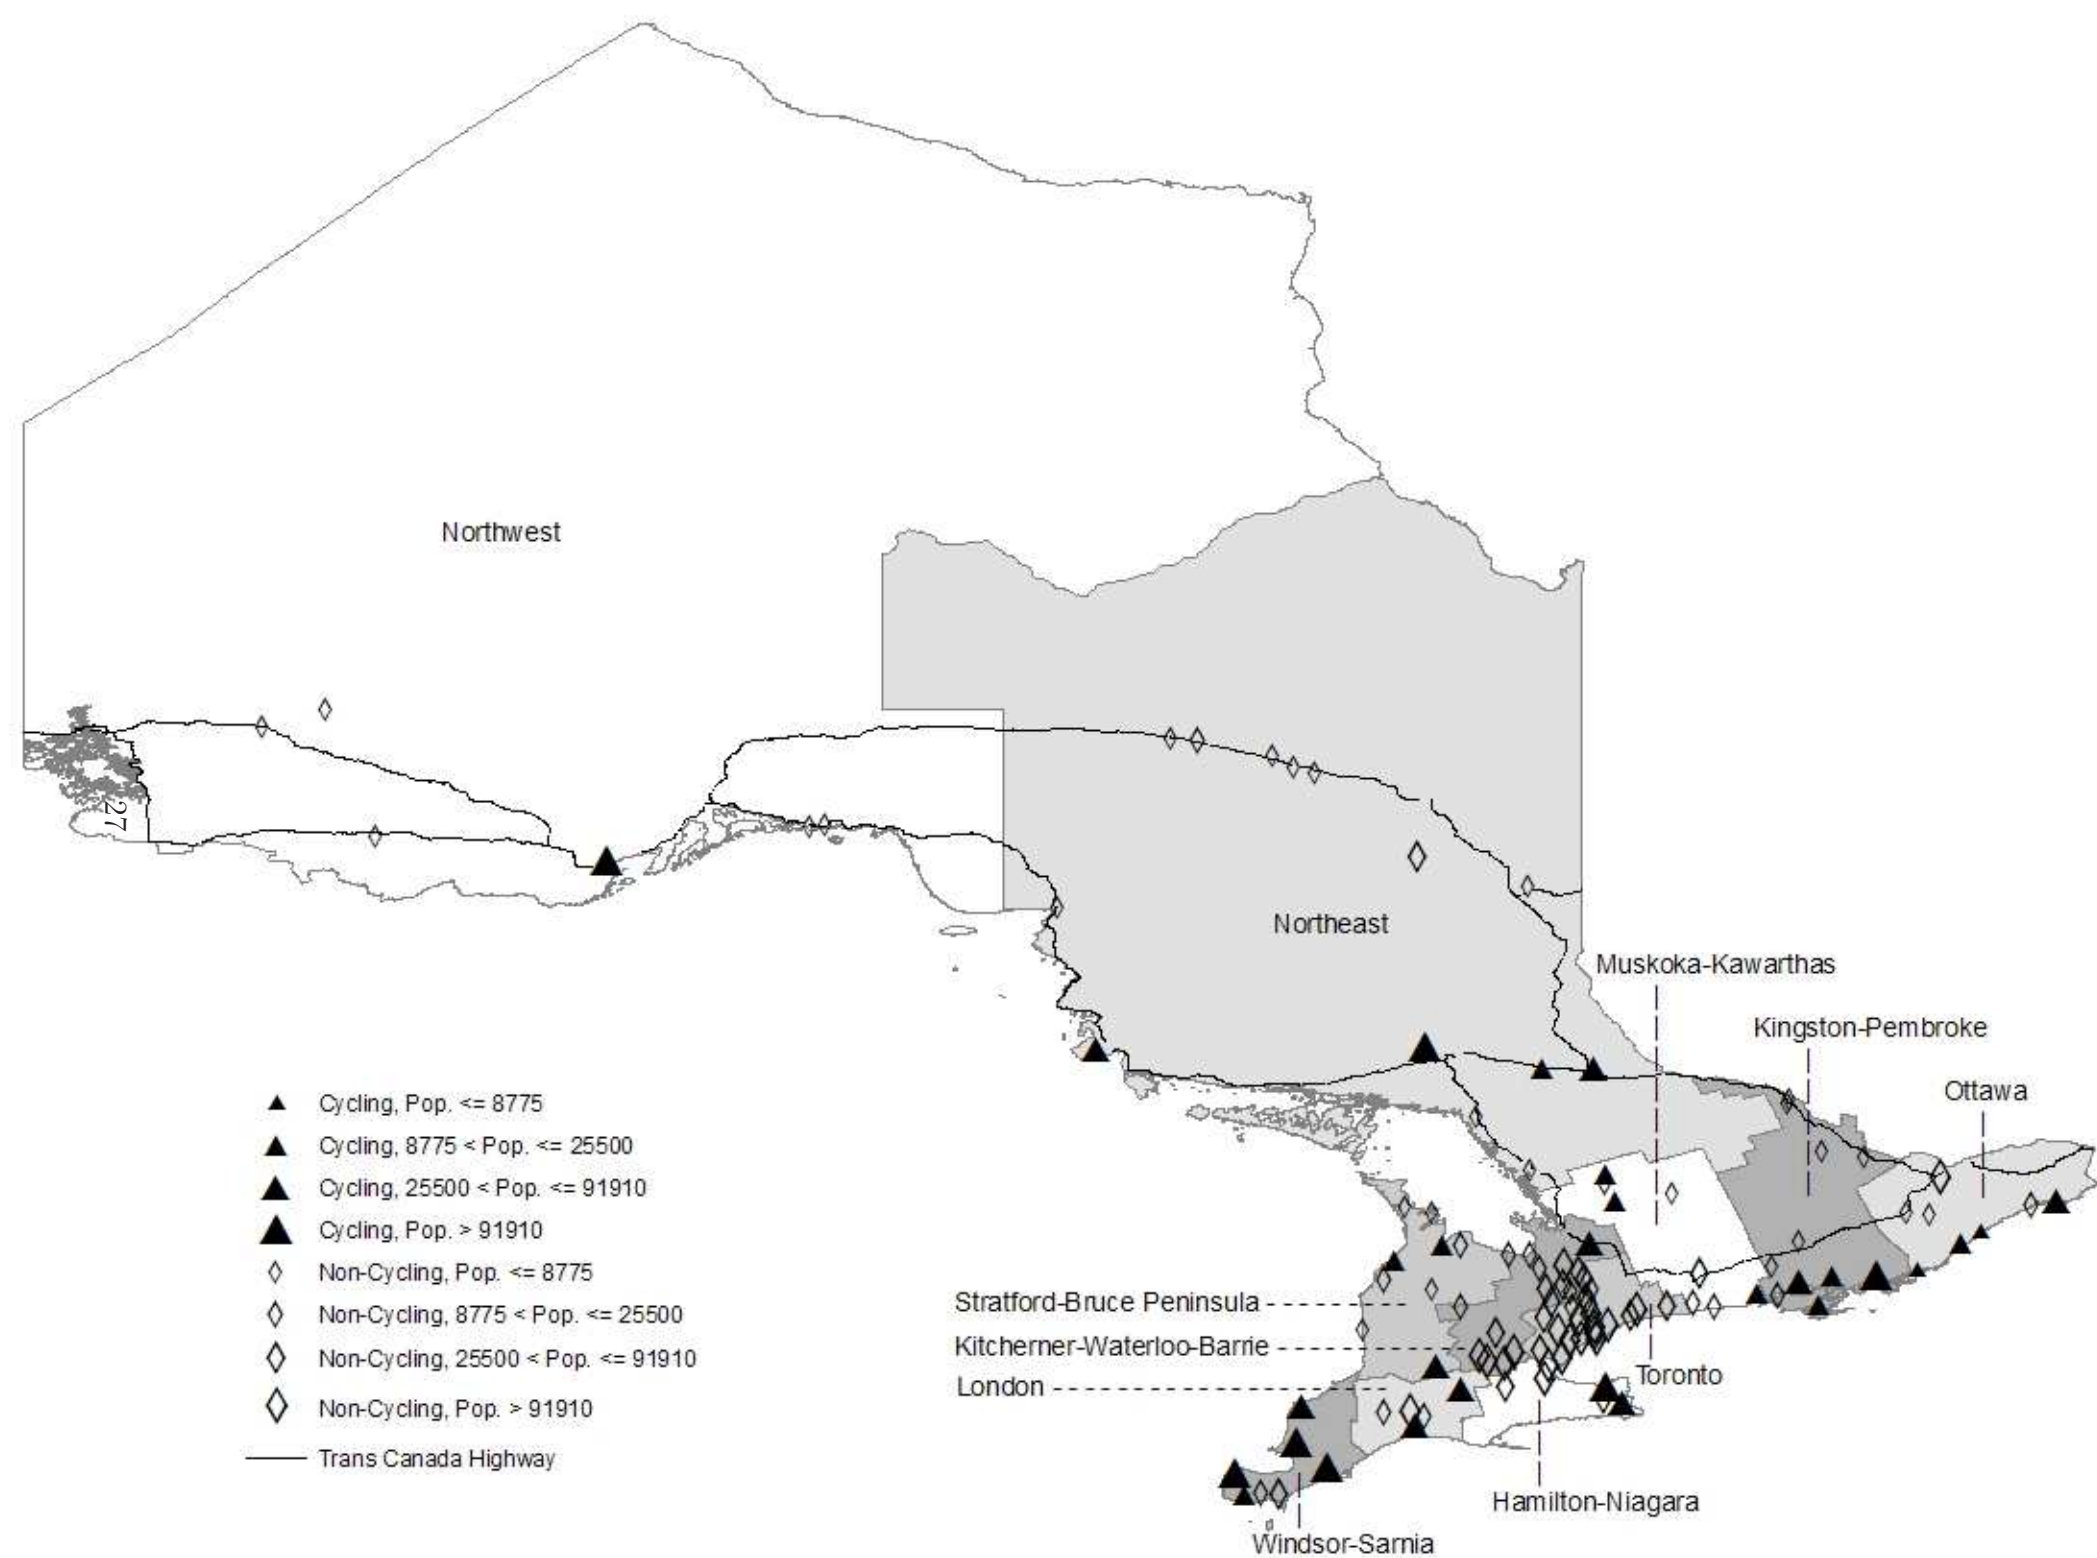 Northwest
27
Northeast
Muskoka-Kawarthas
Kingston-Pembroke
Ottawa
Cycling, Pop. <= 8775
Cycling, 8775 < Pop. <= 25500
Cycling, 25500 < Pop. <= 91910
Cycling, Pop. > 91910
Non-Cycling, Pop. <= 8775
Non-Cycling, 8775 < Pop. <= 25500
Non-Cycling, 25500 < Pop. <= 91910
Non-Cycling, Pop. > 91910
Trans Canada Highway
Stratford-Bruce Peninsula
Kitcherner-Waterloo-Barrie
London
Toronto
Hamilton-Niagara
Windsor-Sarnia